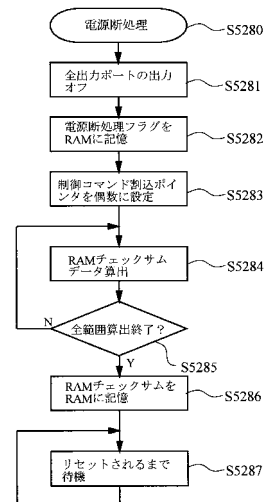 電源断処理
S5280
全出力ポートの出力
オフ
S5281
電源断処理フラグを
RAMに記憶
S5282
制御コマンド割込ポイ
ンタを偶数に設定
S5283
RAMチェックサム
データ算出
S5284
全範囲算出終了?
N
Y
S5285
RAMチェックサムを
RAMに記憶
S5286
リセットされるまで
待機
S5287